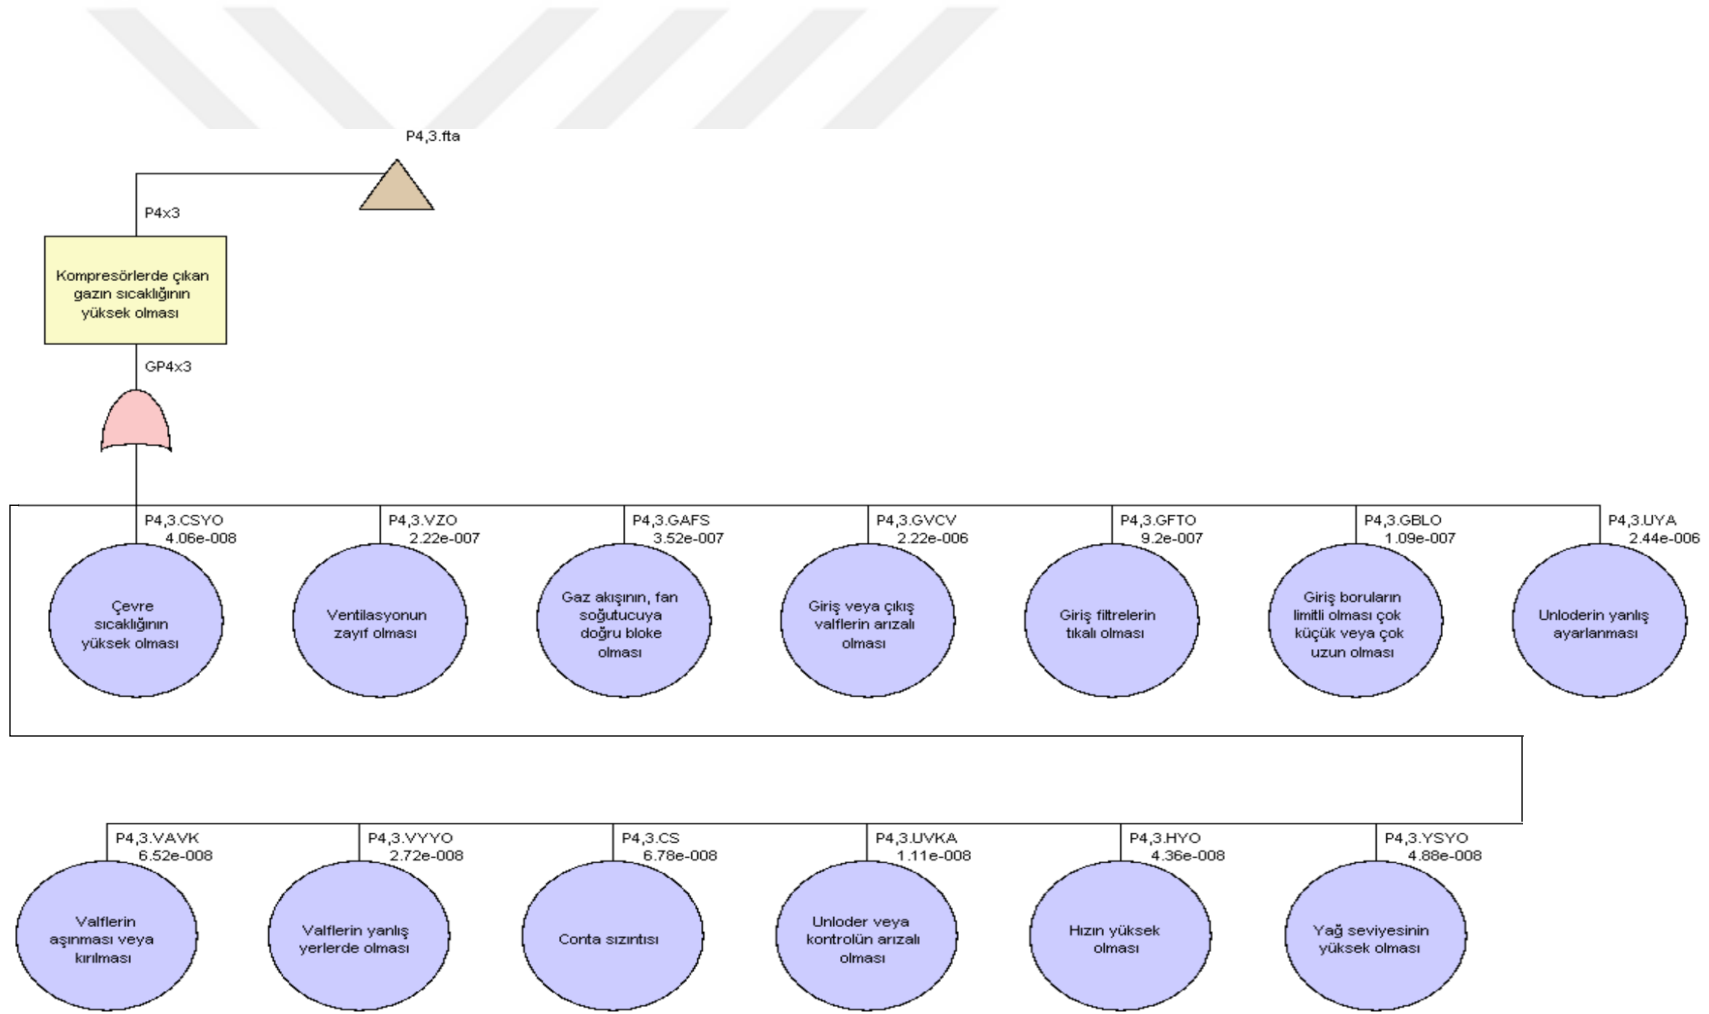 P4,3.fta
P4x3
Kompresörlerde çıkan
gazın sıcaklığının
yüksek olması
GP4x3
P4,3.CSYO
4.06e-008
Çevre
sıcaklığının
yüksek olması
P4,3.VZO
2.22e-007
Ventilasyonun
zayıf olması
P4,3.GAFS
3.52e-007
Gaz akışının, fan
soğutucuya
doğru bloke
olması
P4,3.GVCV
2.22e-006
Giriş veya çıkış
valflerin arızalı
olması
P4,3.GFTO
9.2e-007
Giriş filtrelerin
tıkalı olması
P4,3.GBLO
1.09e-007
Giriş boruların
limitli olması çok
küçük veya çok
uzun olması
P4,3.UYA
2.44e-006
Unloderin yanlış
ayarlanması
P4,3.VAVK
6.52e-008
Valflerin
aşınması veya
kırılması
P4,3.VYYO
2.72e-008
Valflerin yanlış
yerlerde olması
P4,3.CS
6.78e-008
Conta sızıntısı
P4,3.UVKA
1.11e-008
Unloder veya
kontrolün arızalı
olması
P4,3.HYO
4.36e-008
Hızın yüksek
olması
P4,3.YSYO
4.88e-008
Yağ seviyesinin
yüksek olması